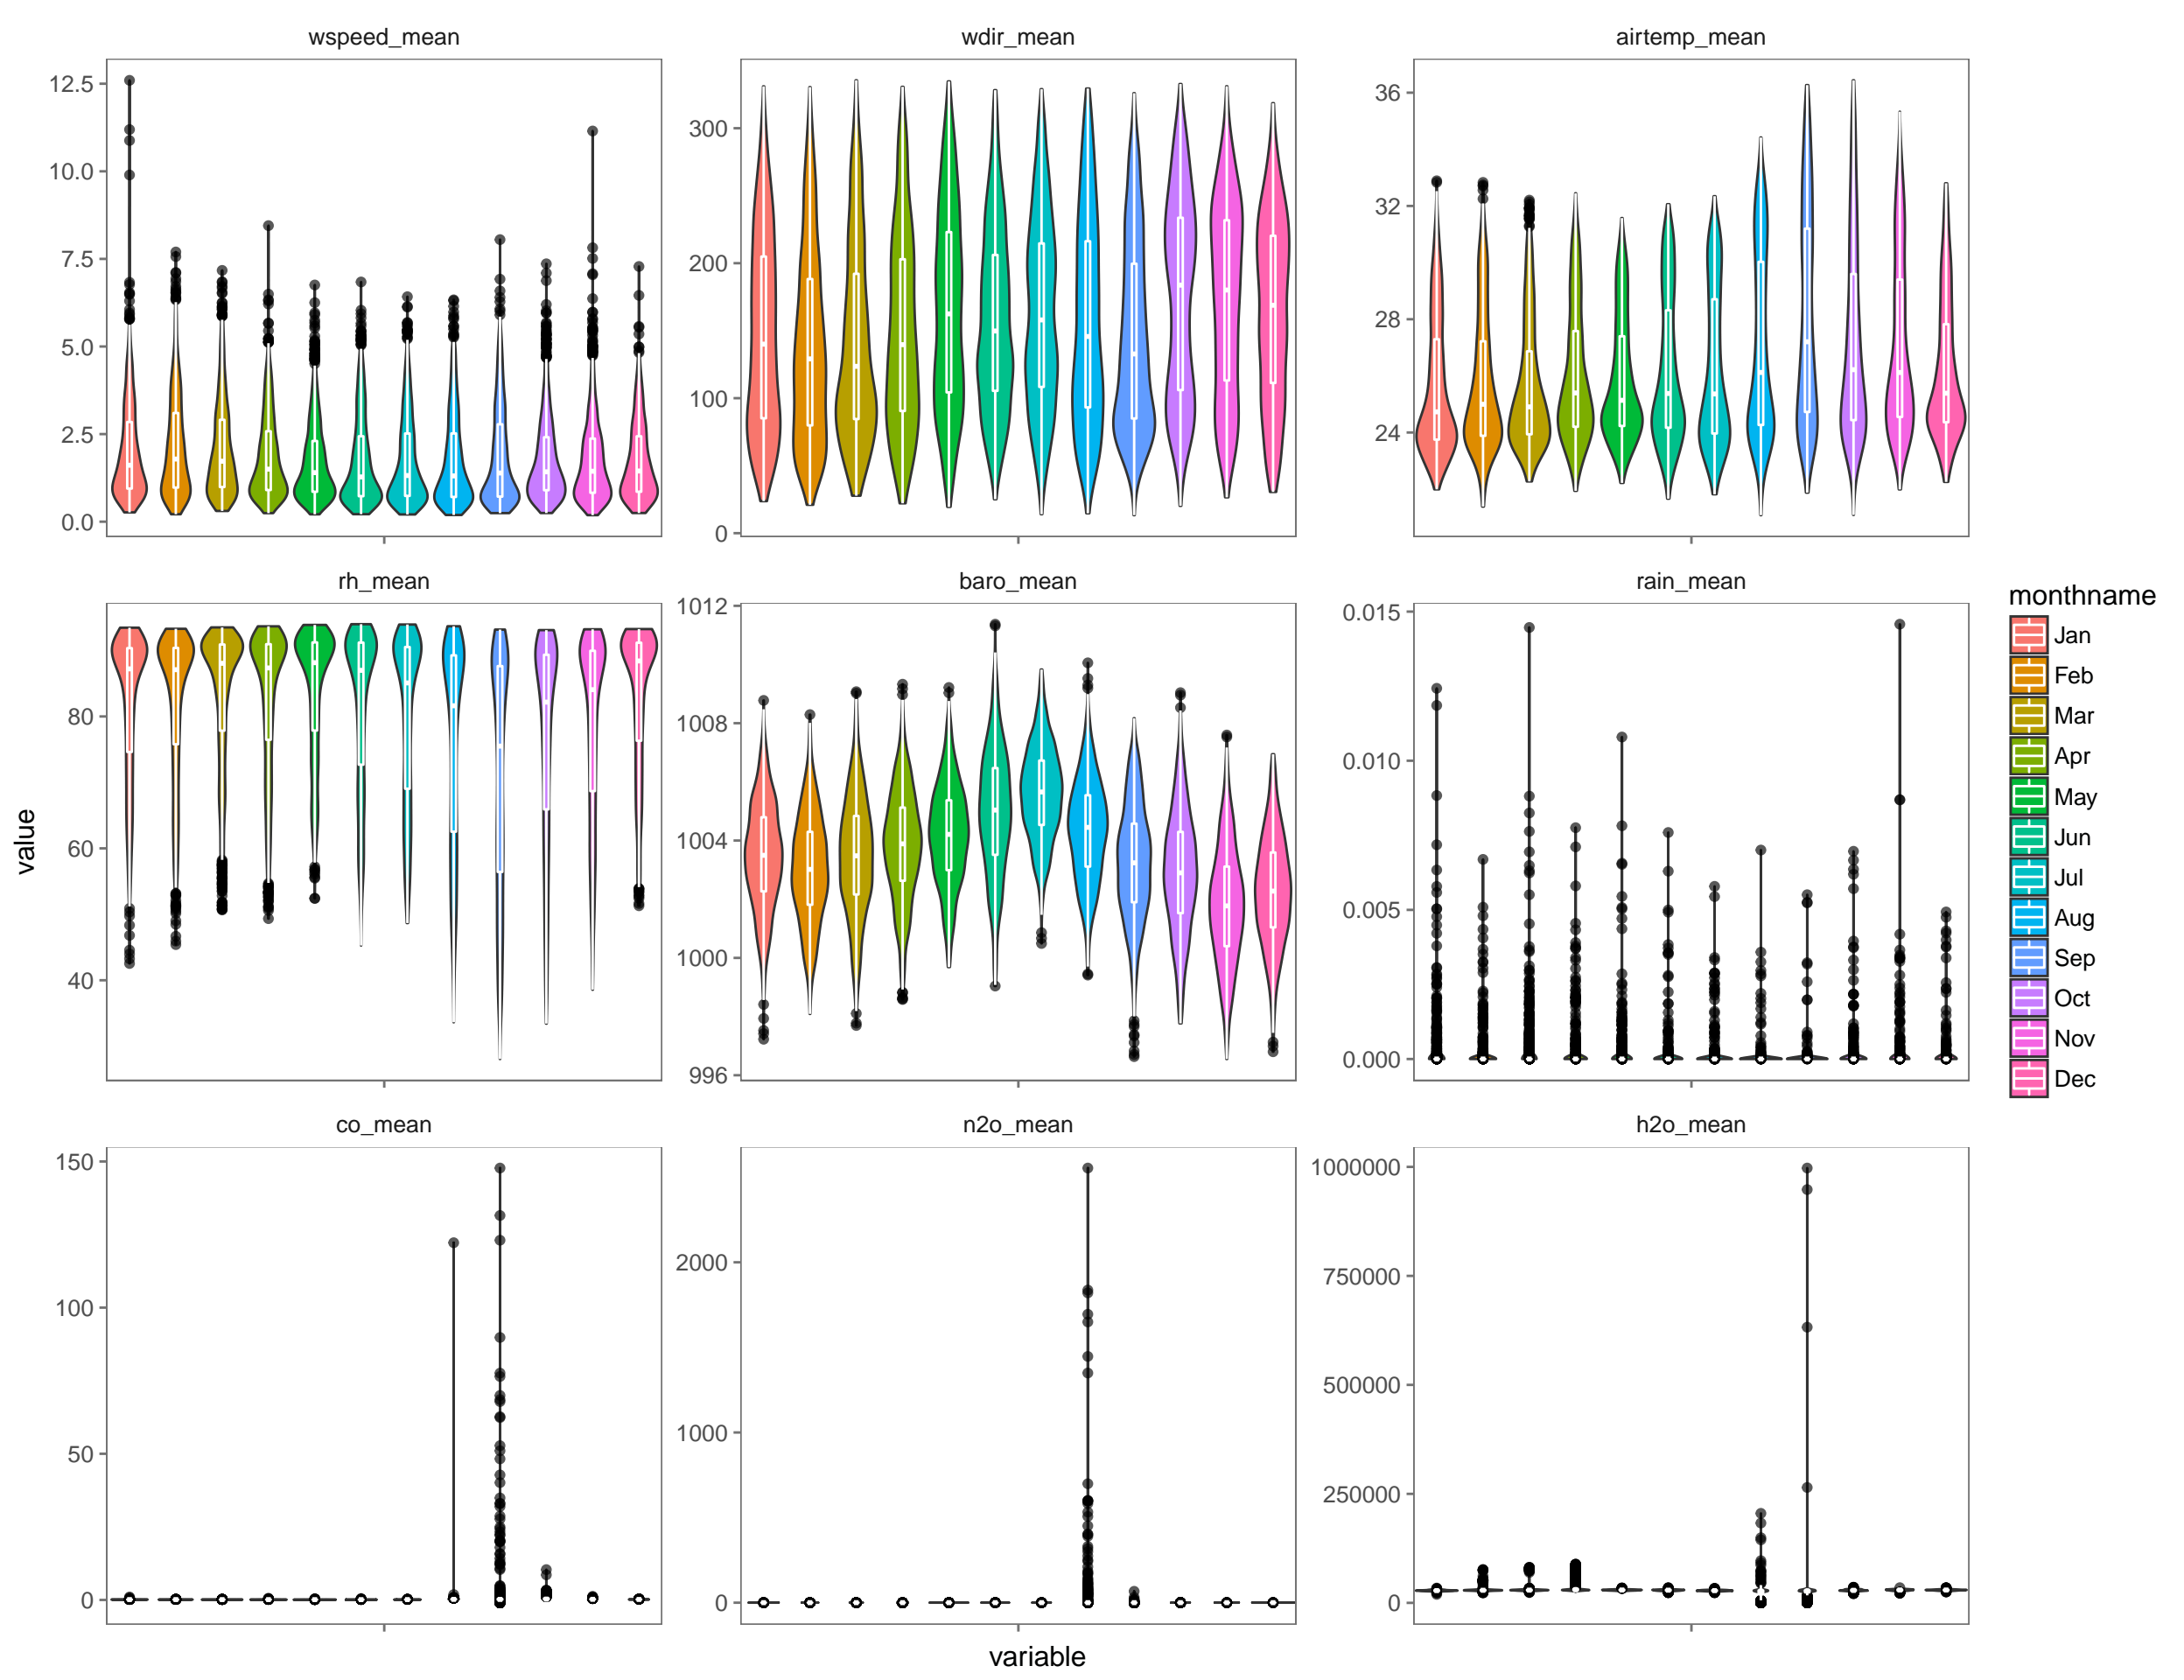 wspeed_mean
wdir_mean
airtemp_mean
12.5
10.0
7.5
5.0
2.5
0.0
300
200
100
0
36
32
28
24
rh_mean
baro_mean
rain_mean
80
60
40
1012
1008
1004
1000
996
0.015
0.010
0.005
0.000
co_mean
n2o_mean
h2o_mean
150
100
50
0
2000
1000
0
1000000
750000
500000
250000
0
value
variable
monthname
Jan
Feb
Mar
Apr
May
Jun
Jul
Aug
Sep
Oct
Nov
Dec